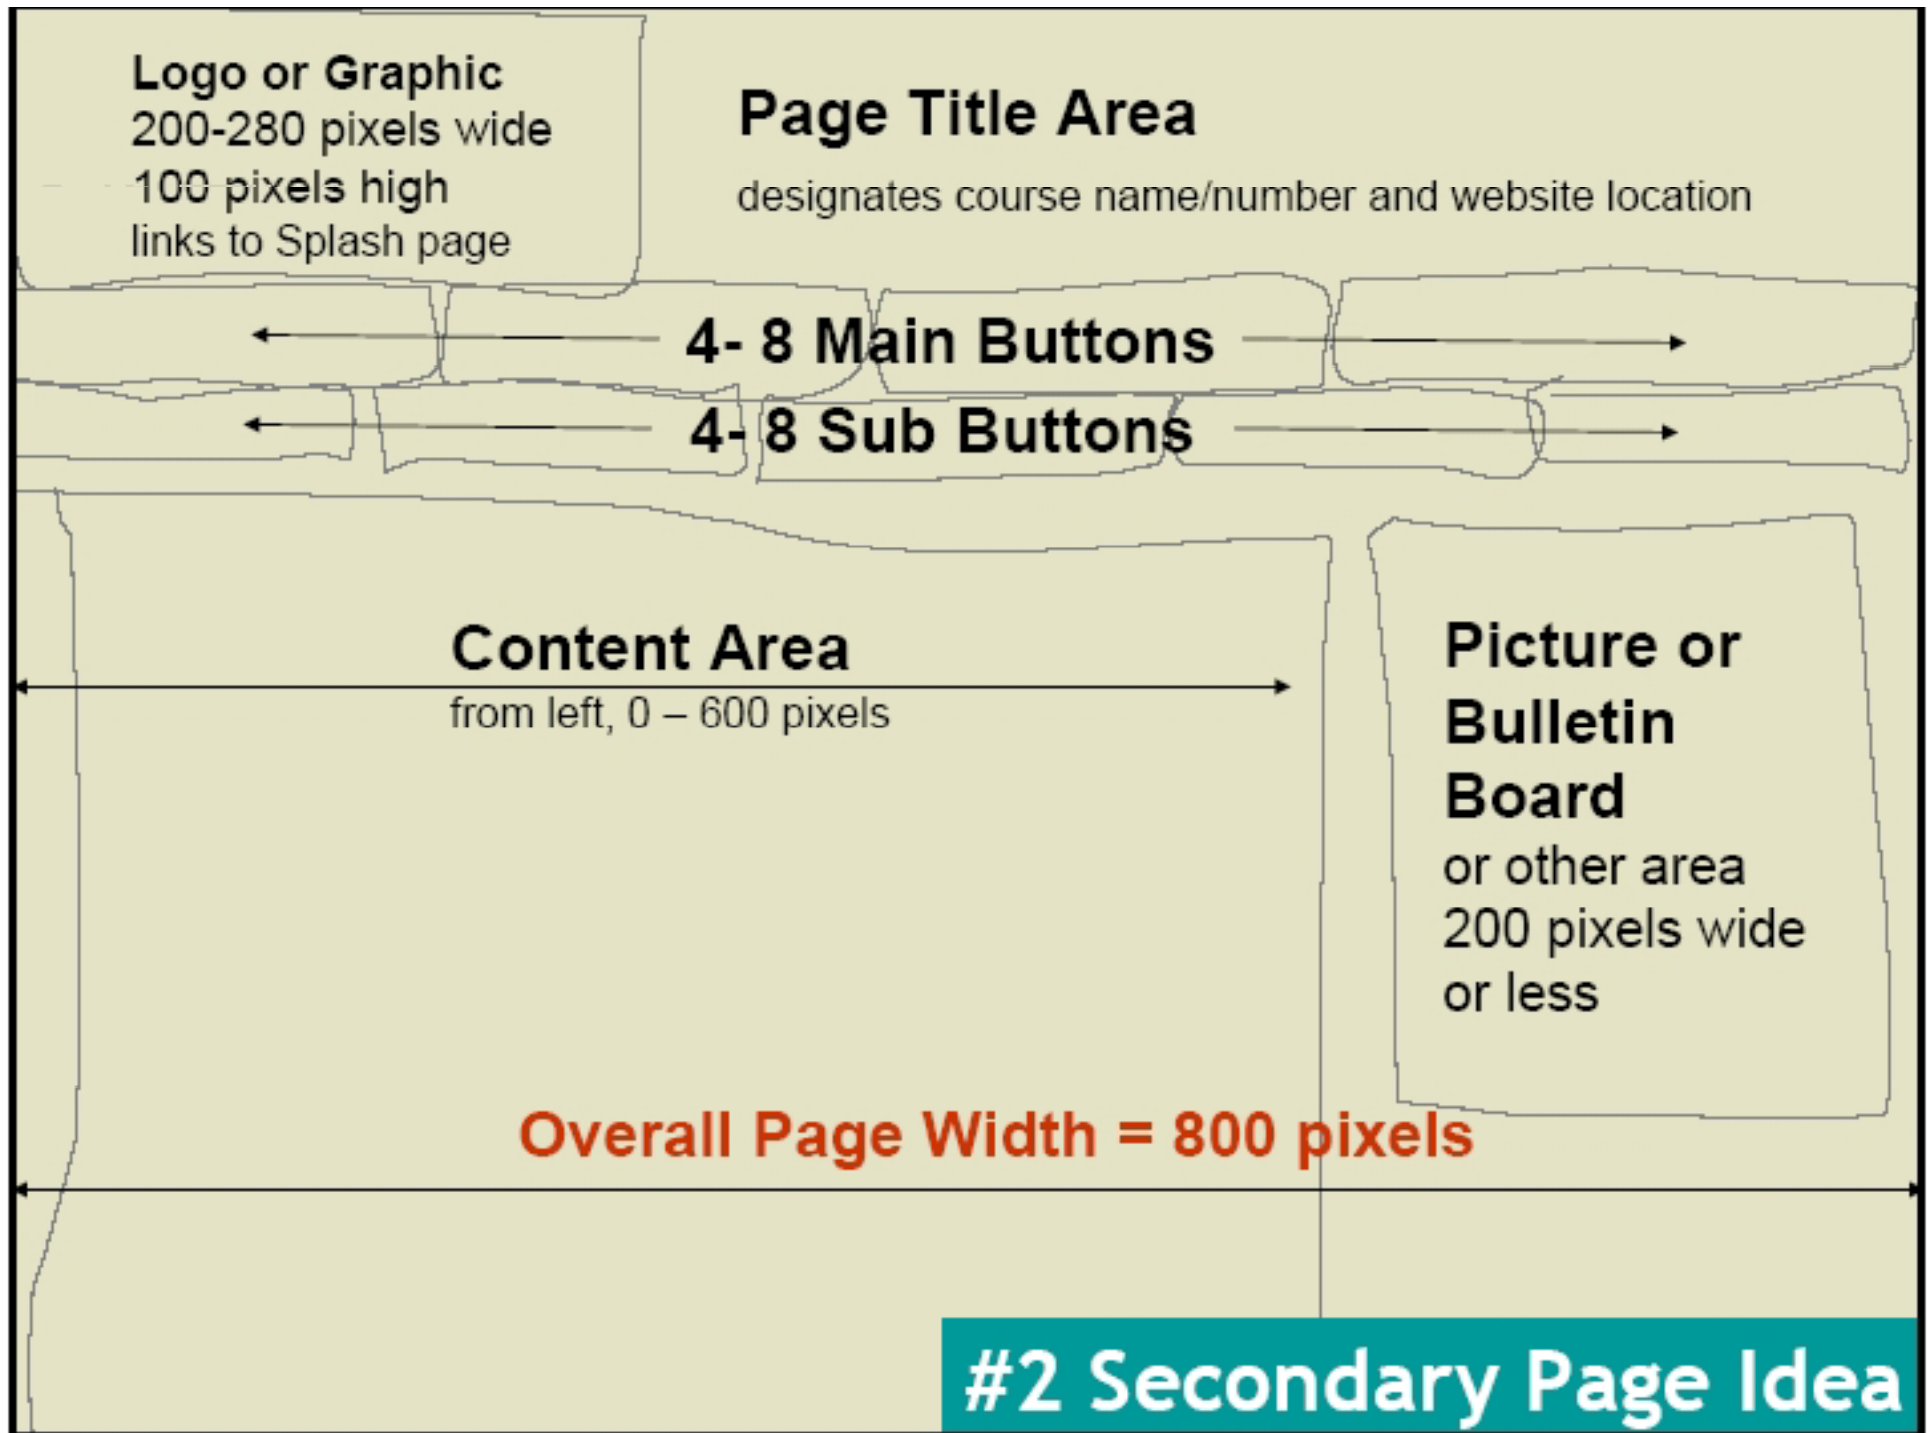 Logo or Graphic
200-280 pixels wide
100 pixels high
links to Splash page
Page Title Area
designates course name/number and website location
4- 8 Main Buttons
4- 8 Sub Buttons
Content Area
from left, 0 – 600 pixels
Picture or
Bulletin
Board
or other area
200 pixels wide
or less
Overall Page Width = 800 pixels
#2 Secondary Page Idea